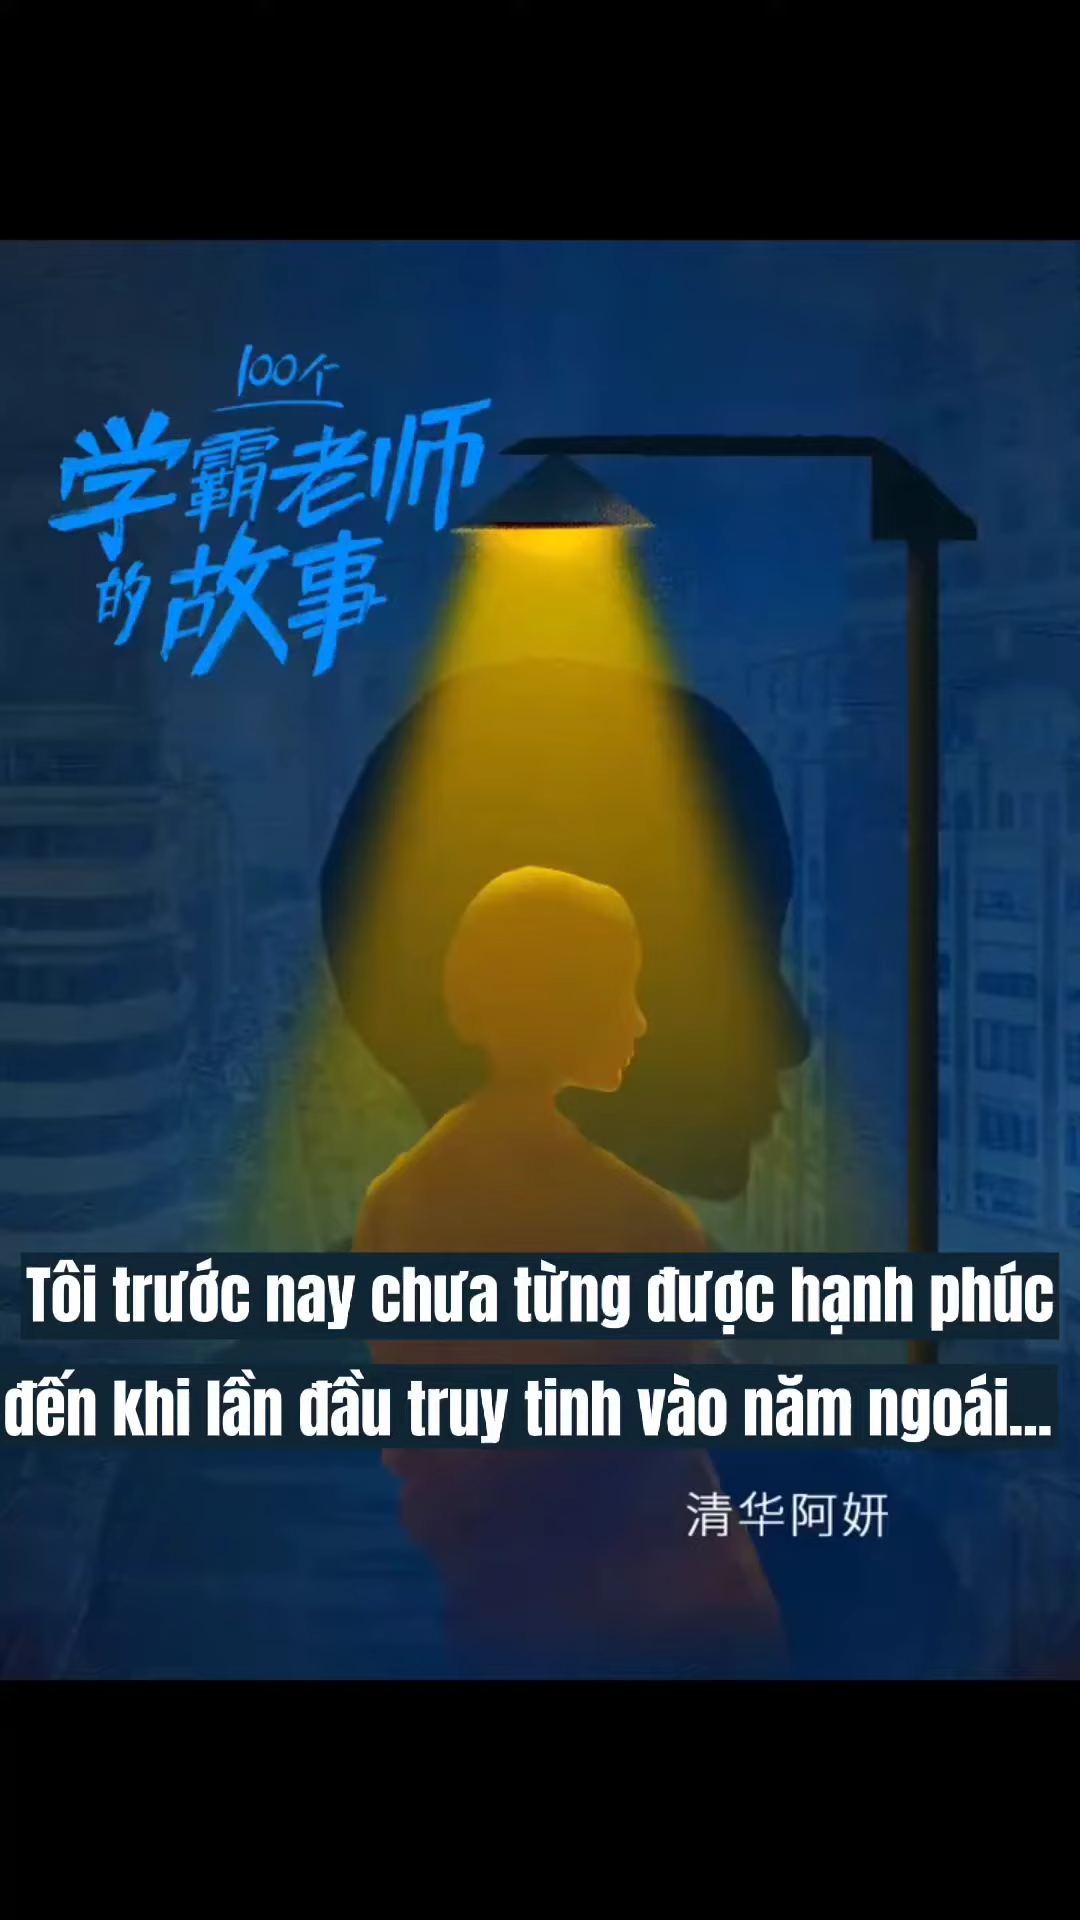 100个
学霸老师
的故事
Tôi trước nay chưa từng được hạnh phúc
đến khi lần đầu truy tinh vào năm ngoái...
清华阿妍